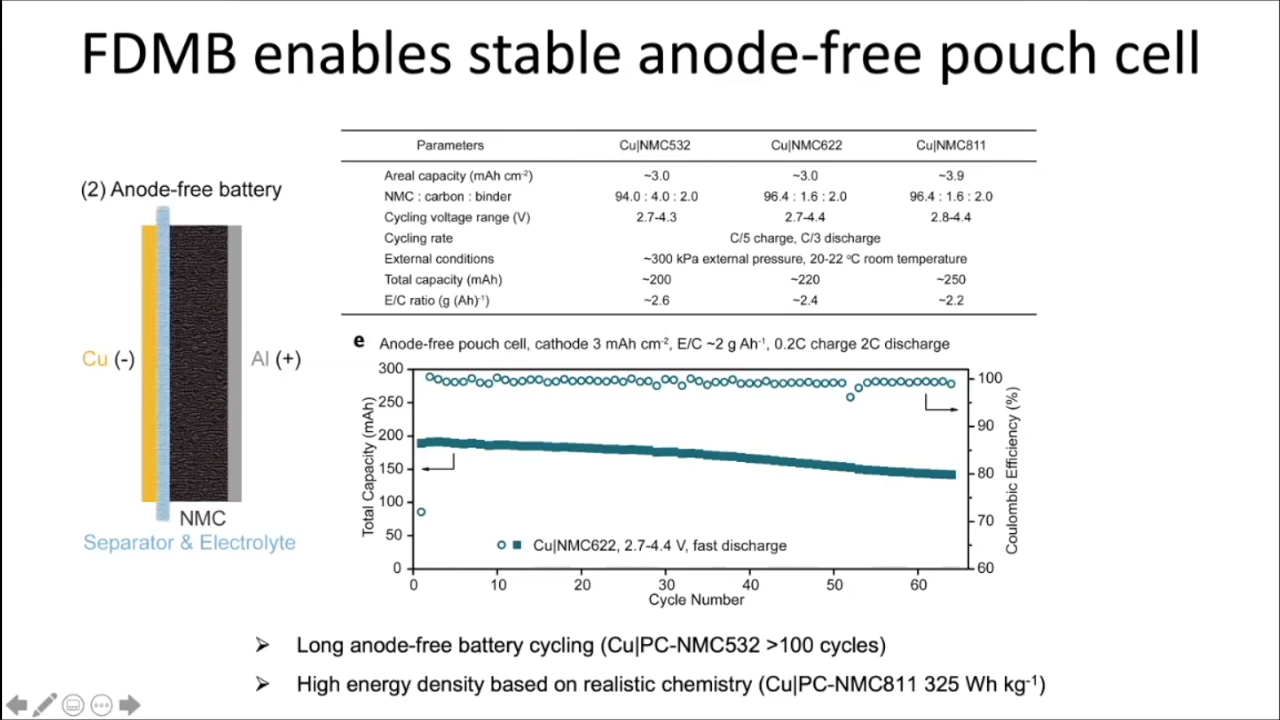 FDMB enables stable anode-free pouch cell
Parameters Cu|NMC532 Cu|NMC622 Cu|NMC811
Areal capacity (mAh cm⁻²) ~3.0 ~3.0 ~3.9
NMC : carbon : binder 94.0 : 4.0 : 2.0 96.4 : 1.6 : 2.0 96.4 : 1.6 : 2.0
Cycling voltage range (V) 2.7-4.3 2.7-4.4 2.8-4.4
Cycling rate C/5 charge, C/3 discharge
External conditions ~300 kPa external pressure, 20-22 °C room temperature
Total capacity (mAh) ~200 ~220 ~250
E/C ratio (g (Ah)⁻¹) ~2.6 ~2.4 ~2.2
(2) Anode-free battery
Cu (-)
Al (+)
NMC
Separator & Electrolyte
e Anode-free pouch cell, cathode 3 mAh cm⁻², E/C ~2 g Ah⁻¹, 0.2C charge 2C discharge
Total Capacity (mAh)
300
250
200
150
100
50
0
Coulombic Efficiency (%)
100
90
80
70
60
Cu|NMC622, 2.7-4.4 V, fast discharge
0 10 20 30 40 50 60
Cycle Number
➢ Long anode-free battery cycling (Cu|PC-NMC532 >100 cycles)
➢ High energy density based on realistic chemistry (Cu|PC-NMC811 325 Wh kg⁻¹)